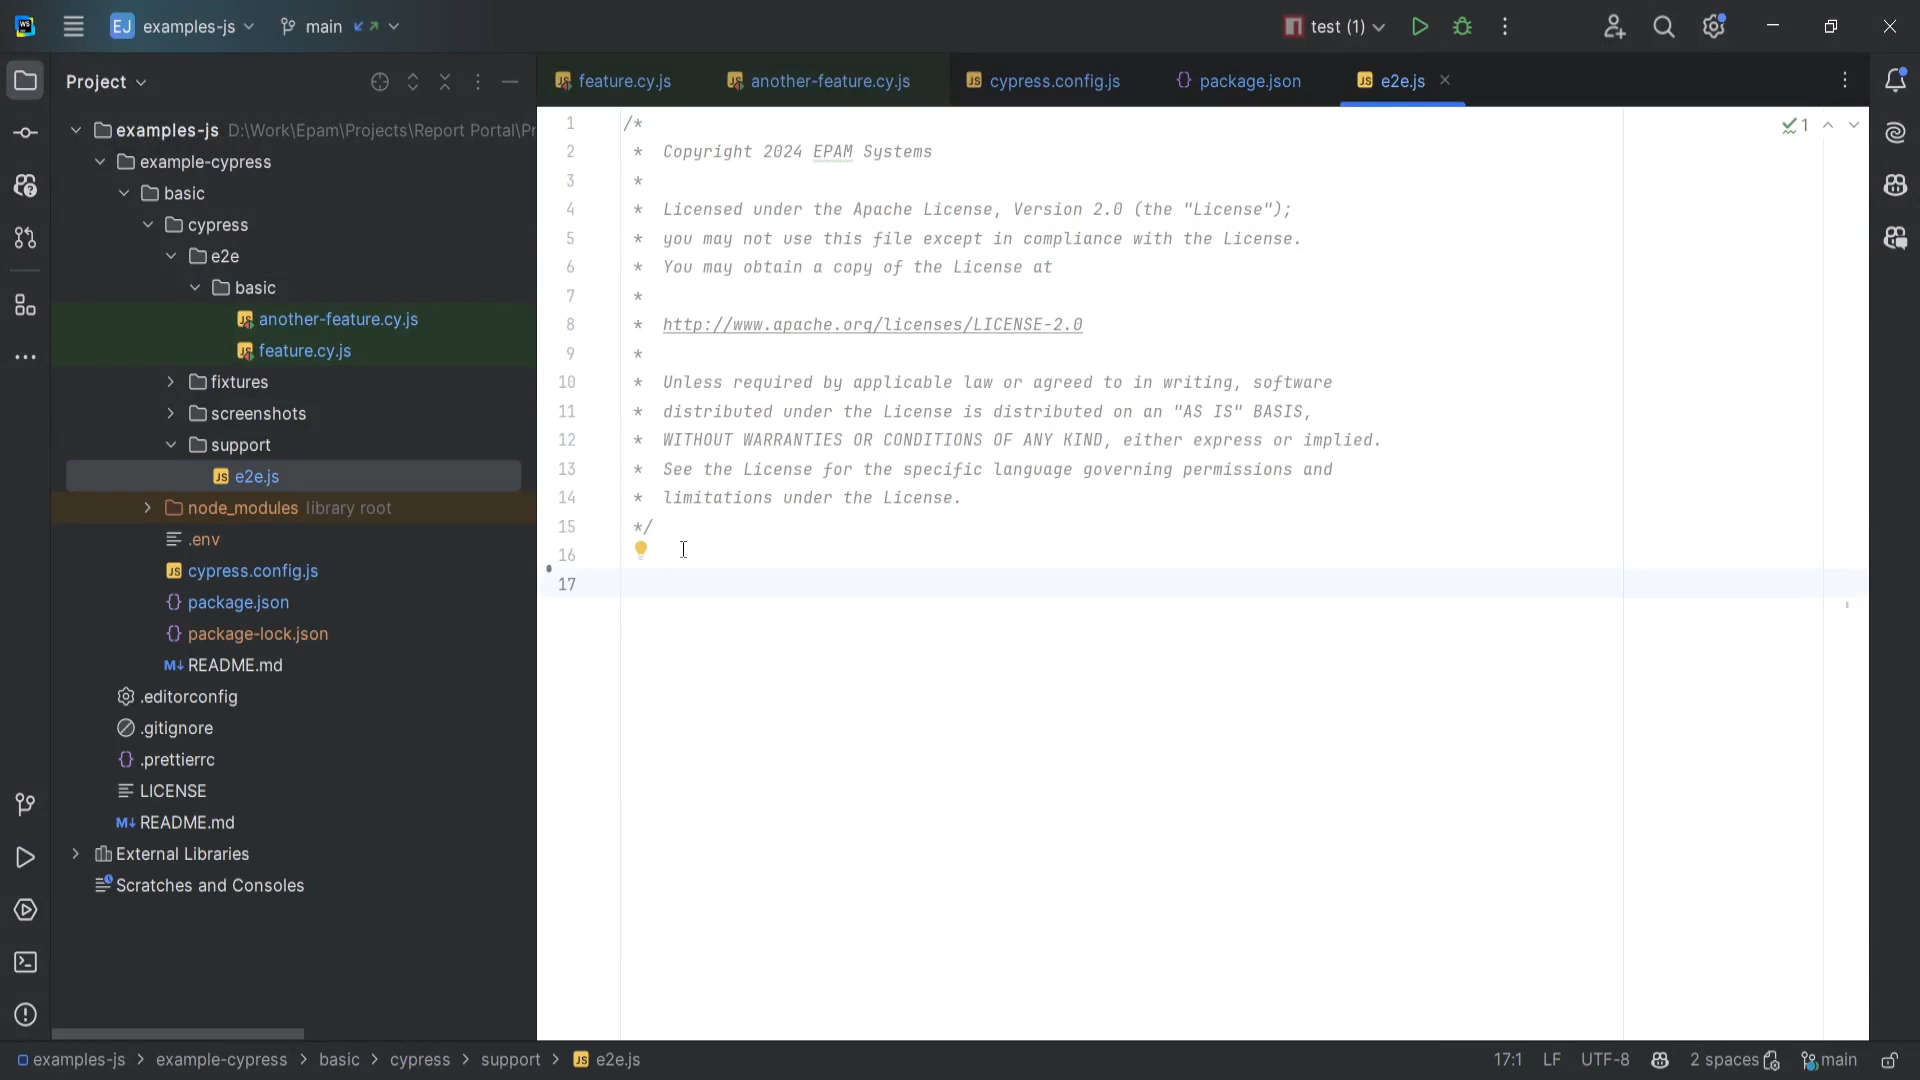 WS
EJ examples-js
main
test (1)
Project
feature.cy.js
another-feature.cy.js
cypress.config.js
package.json
e2e.js
examples-js D:\Work\Epam\Projects\Report Portal\Pr
example-cypress
basic
cypress
e2e
basic
another-feature.cy.js
feature.cy.js
fixtures
screenshots
support
e2e.js
node_modules library root
.env
cypress.config.js
package.json
package-lock.json
README.md
.editorconfig
.gitignore
.prettierrc
LICENSE
README.md
External Libraries
Scratches and Consoles
1 /*
2 * Copyright 2024 EPAM Systems
3 *
4 * Licensed under the Apache License, Version 2.0 (the "License");
5 * you may not use this file except in compliance with the License.
6 * You may obtain a copy of the License at
7 *
8 * http://www.apache.org/licenses/LICENSE-2.0
9 *
10 * Unless required by applicable law or agreed to in writing, software
11 * distributed under the License is distributed on an "AS IS" BASIS,
12 * WITHOUT WARRANTIES OR CONDITIONS OF ANY KIND, either express or implied.
13 * See the License for the specific language governing permissions and
14 * limitations under the License.
15 */
16
17
1
examples-js > example-cypress > basic > cypress > support > e2e.js
17:1 LF UTF-8 2 spaces main